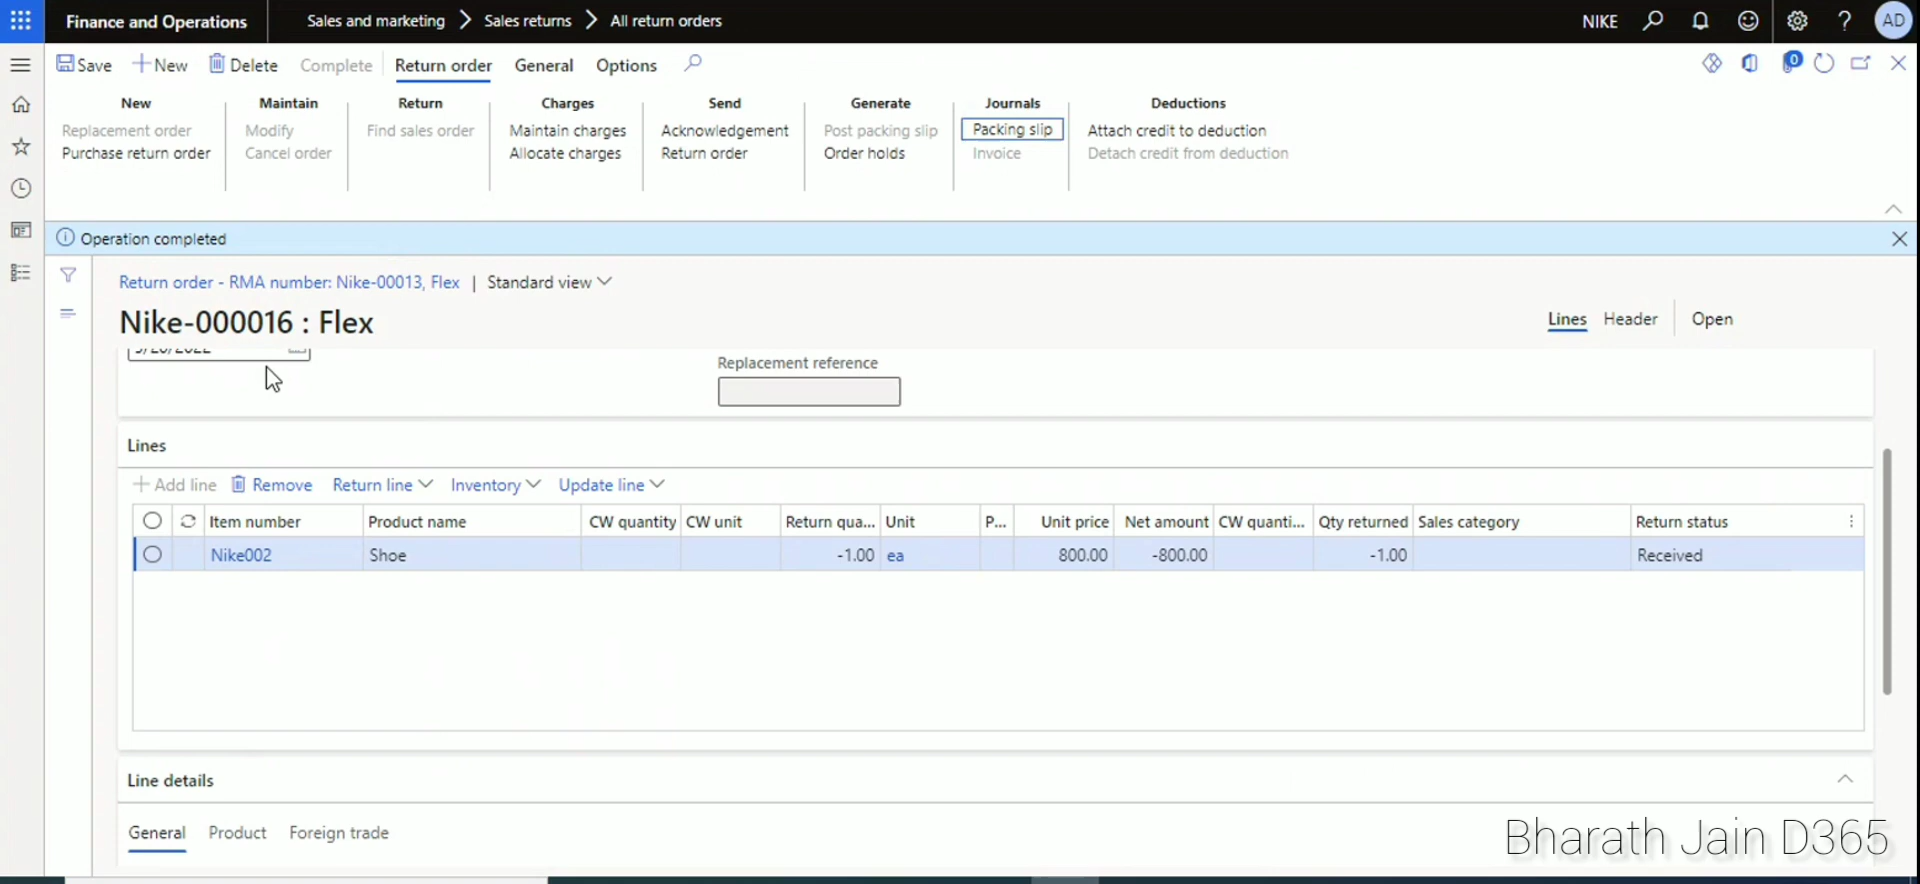 Finance and Operations
Sales and marketing > Sales returns > All return orders
NIKE
?
AD
Save
New
Delete
Complete
Return order
General
Options
0
New
Replacement order
Purchase return order
Maintain
Modify
Cancel order
Return
Find sales order
Charges
Maintain charges
Allocate charges
Send
Acknowledgement
Return order
Generate
Post packing slip
Order holds
Journals
Packing slip
Invoice
Deductions
Attach credit to deduction
Detach credit from deduction
Operation completed
Return order - RMA number: Nike-00013, Flex | Standard view
Nike-000016 : Flex
Lines
Header
Open
Replacement reference
Lines
Add line
Remove
Return line
Inventory
Update line
Item number Product name CW quantity CW unit Return qua... Unit P... Unit price Net amount CW quanti... Qty returned Sales category Return status
Nike002 Shoe -1.00 ea 800.00 -800.00 -1.00 Received
Line details
General
Product
Foreign trade
Bharath Jain D365